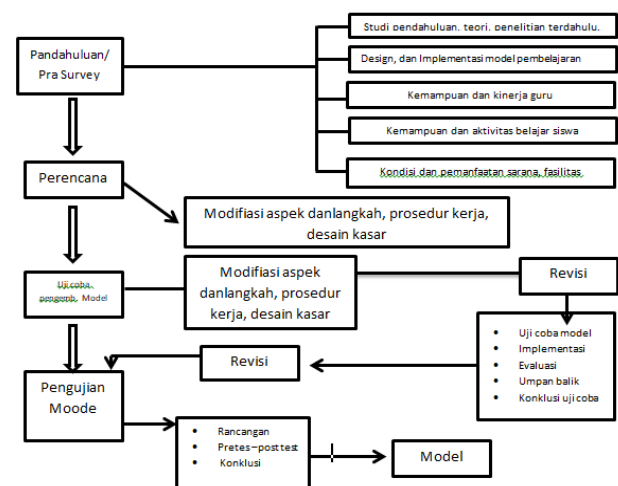 Pandahuluan/
Pra Survey
Studi pendahuluan, teori, penelitian terdahulu,
Design, dan Implementasi model pembelajaran
Kemampuan dan kinerja guru
Kemampuan dan aktivitas belajar siswa
Kondisi dan pemanfaatan sarana, fasilitas
Perencana
Modifiasi aspek danlangkah, prosedur kerja,
desain kasar
Uji coba,
pengemb, Model
Modifiasi aspek
danlangkah, prosedur
kerja, desain kasar
Revisi
• Uji coba model
• Implementasi
• Evaluasi
• Umpan balik
• Konklusi uji coba
Revisi
Pengujian
Moode
• Rancangan
• Pretes–post test
• Konklusi
Model